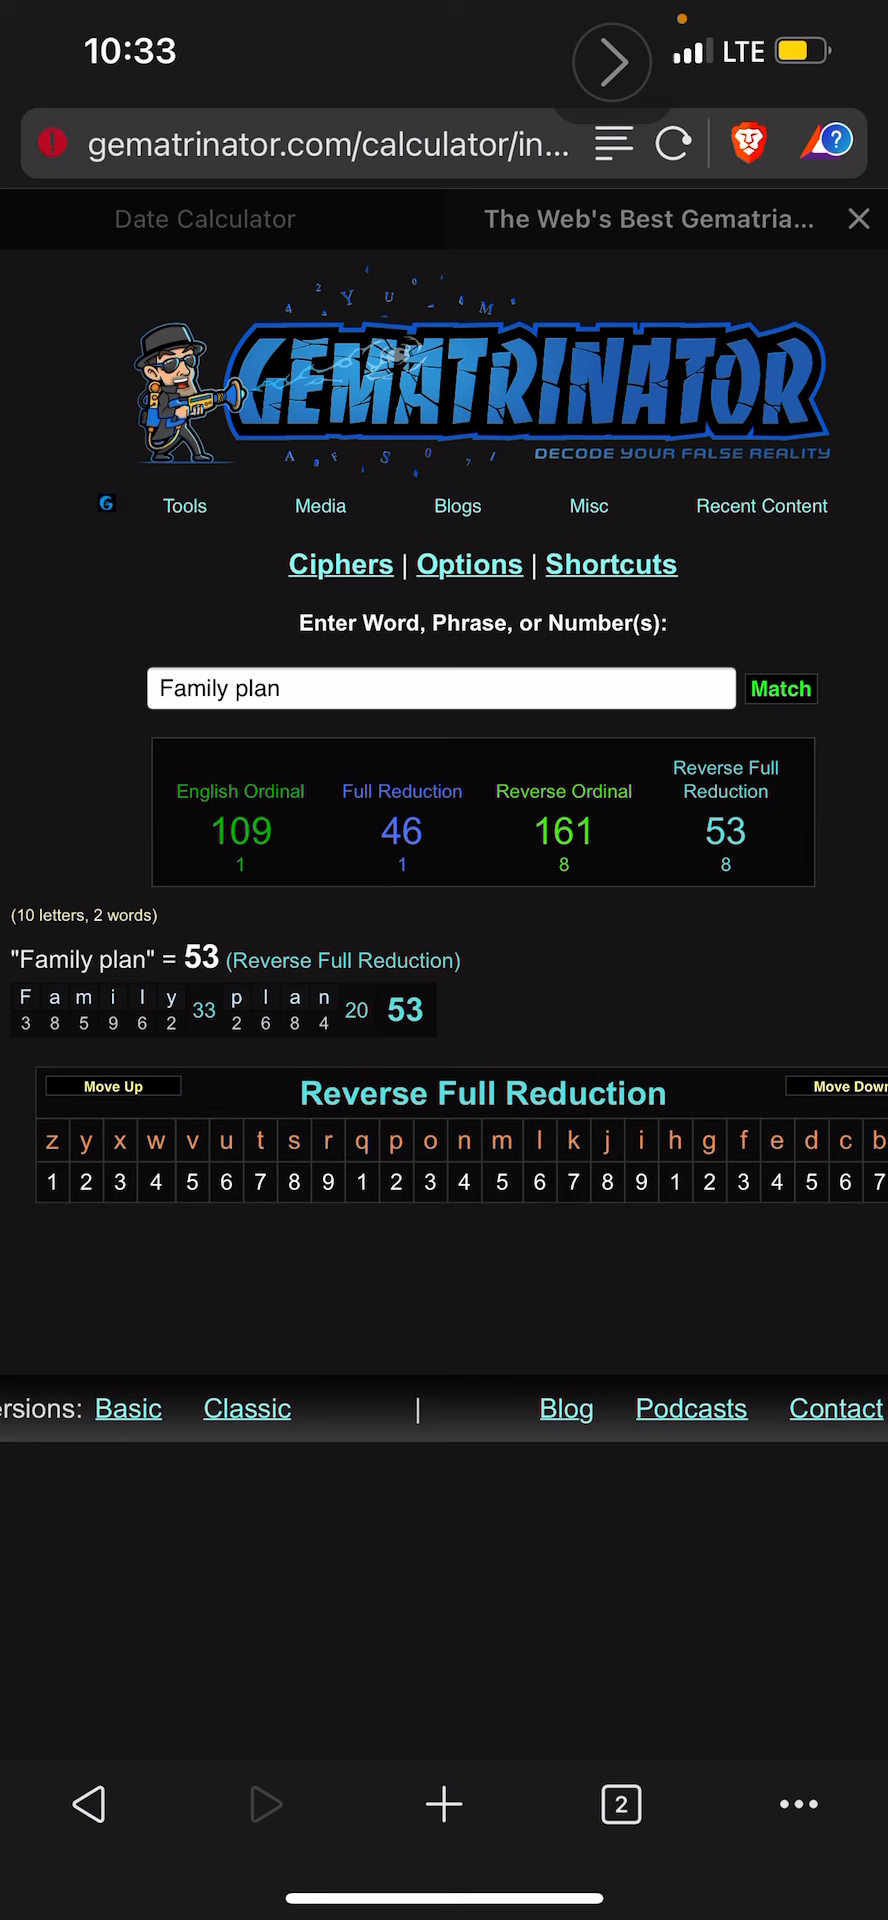 10:33
LTE
gematrinator.com/calculator/in...
Date Calculator
The Web's Best Gematria...
GEMATRINATOR
DECODE YOUR FALSE REALITY
G Tools Media Blogs Misc Recent Content
Ciphers | Options | Shortcuts
Enter Word, Phrase, or Number(s):
Family plan
Match
English Ordinal Full Reduction Reverse Ordinal Reverse Full Reduction
109 46 161 53
1 1 8 8
(10 letters, 2 words)
"Family plan" = 53 (Reverse Full Reduction)
F a m i l y 33 p l a n 20 53
3 8 5 9 6 2 2 6 8 4
Move Up
Reverse Full Reduction
Move Down
z y x w v u t s r q p o n m l k j i h g f e d c b
1 2 3 4 5 6 7 8 9 1 2 3 4 5 6 7 8 9 1 2 3 4 5 6 7
ersions: Basic Classic | Blog Podcasts Contact
2